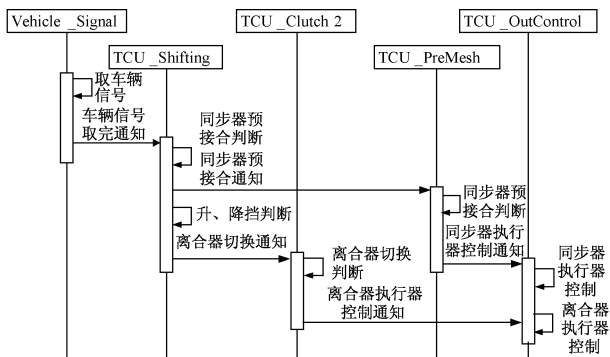 Vehicle _Signal
TCU _Clutch 2
TCU _OutControl
TCU _Shifting
TCU _PreMesh
取车辆
信号
车辆信号
取完通知
同步器预
接合判断
同步器预
接合通知
同步器预
接合判断
升、降挡判断
同步器执行
器控制通知
离合器切换通知
离合器切换
判断
同步器
执行器
控制
离合器执行器
控制通知
离合器
执行器
控制